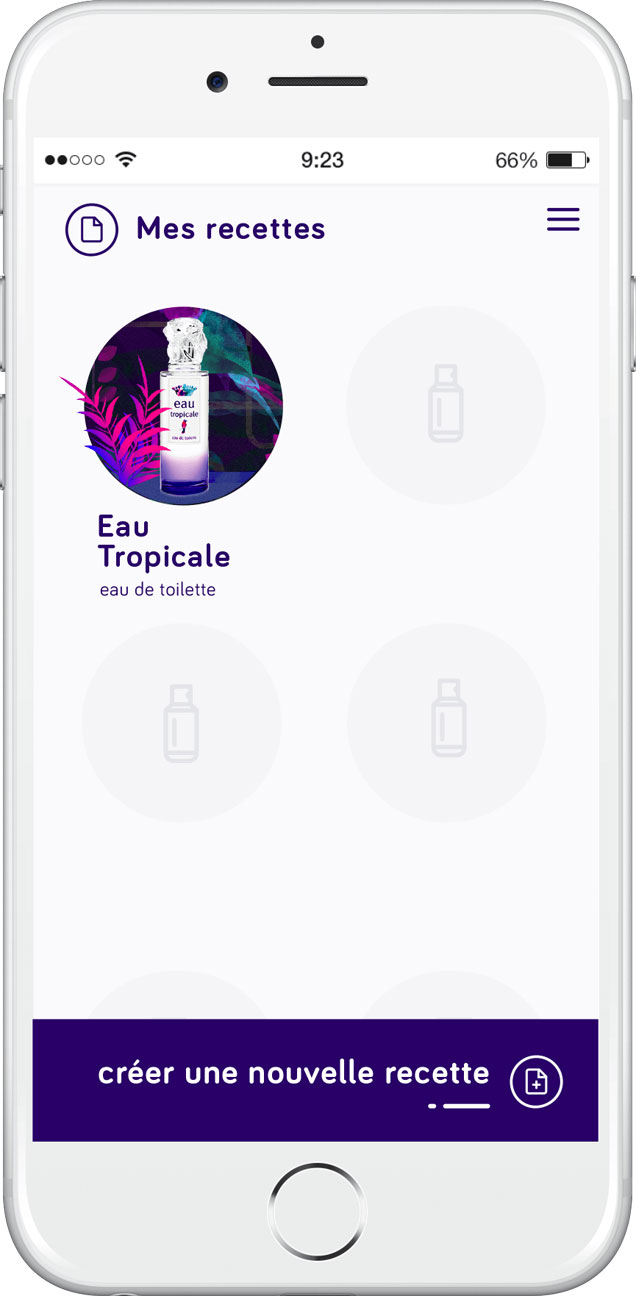 9:23
66%
Mes recettes
eau
tropicale
eau de toilette
Eau
Tropicale
eau de toilette
créer une nouvelle recette